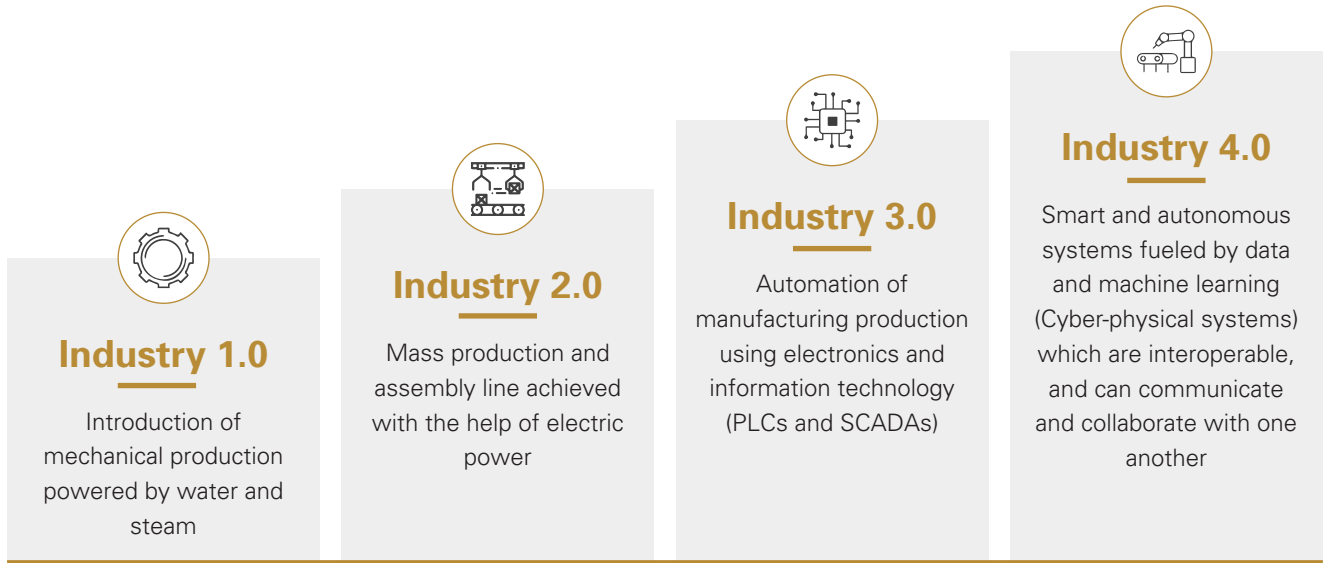 Industry 1.0
Introduction of
mechanical production
powered by water and
steam
Industry 2.0
Mass production and
assembly line achieved
with the help of electric
power
Industry 3.0
Automation of
manufacturing production
using electronics and
information technology
(PLCs and SCADAs)
Industry 4.0
Smart and autonomous
systems fueled by data
and machine learning
(Cyber-physical systems)
which are interoperable,
and can communicate
and collaborate with one
another